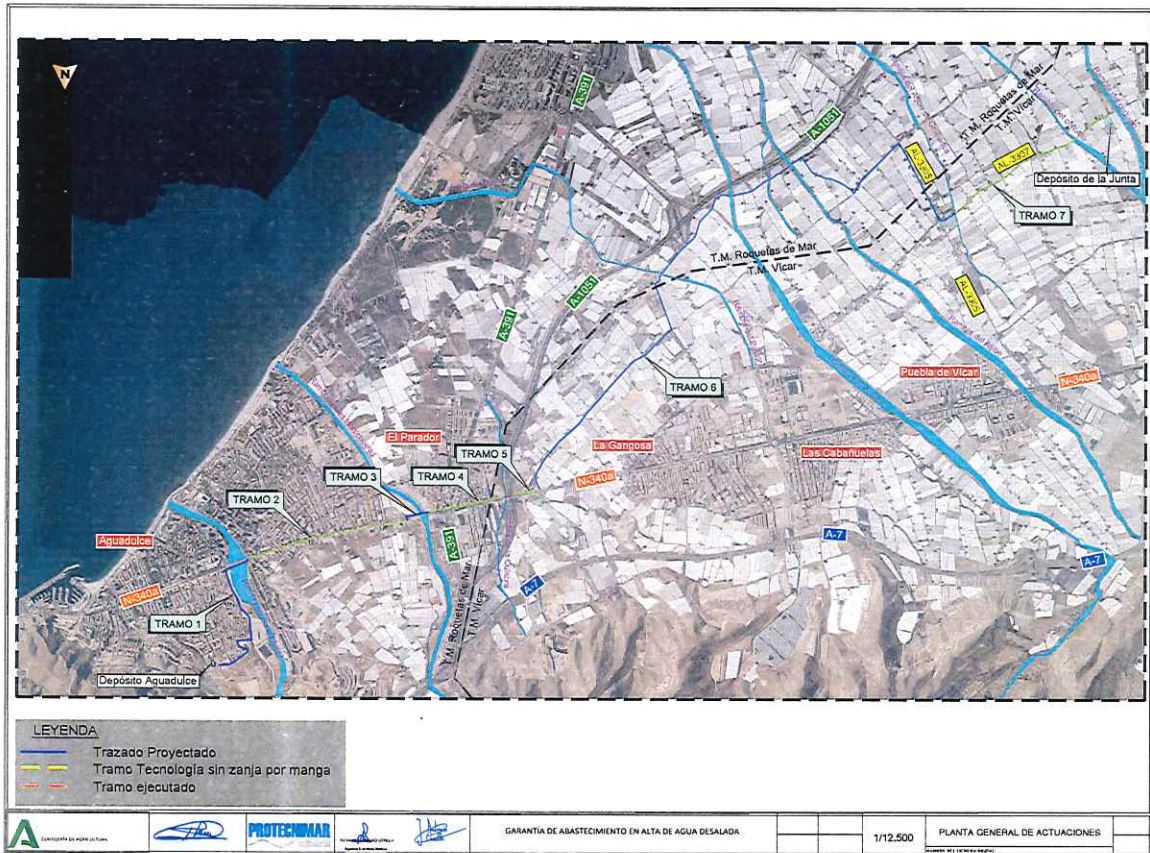 N
A-391
A-1051
T.M. Roquetas de Mar
T.M. Vícar
AL-3305
AL-3307
Depósito de la Junta
TRAMO 7
T.M. Roquetas de Mar
T.M. Vícar
A-1051
A-391
AL-3305
TRAMO 6
Puebla de Vícar
N-340a
El Parador
La Gangosa
Las Cabañuelas
TRAMO 5
TRAMO 4
TRAMO 3
N-340a
TRAMO 2
Aguadulce
A-391
A-7
A-7
A-7
N-340a
TRAMO 1
T.M. Roquetas de Mar
T.M. Vícar
Depósito Aguadulce
LEYENDA
Trazado Proyectado
Tramo Tecnología sin zanja por manga
Tramo ejecutado
PROTECNIMAR
GARANTÍA DE ABASTECIMIENTO EN ALTA DE AGUA DESALADA
1/12,500
PLANTA GENERAL DE ACTUACIONES